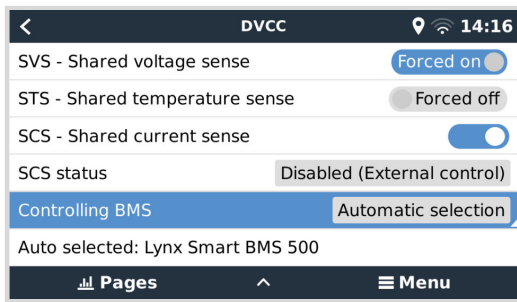 DVCC 14:16
SVS - Shared voltage sense Forced on
STS - Shared temperature sense Forced off
SCS - Shared current sense
SCS status Disabled (External control)
Controlling BMS Automatic selection
Auto selected: Lynx Smart BMS 500
Pages Menu